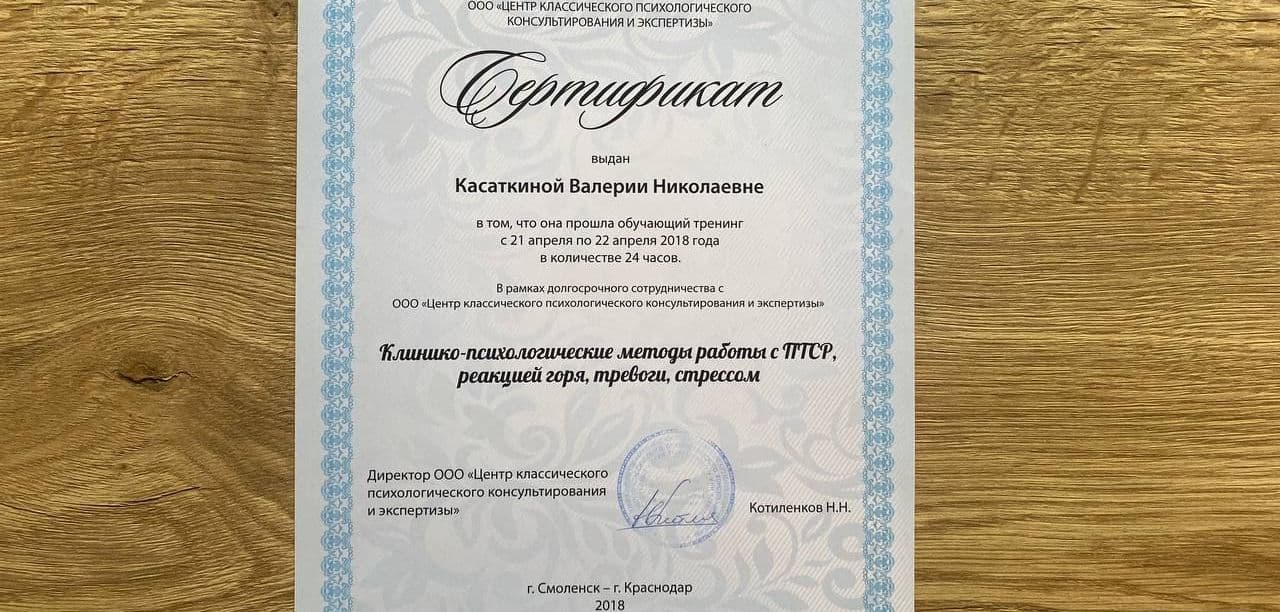 ООО «ЦЕНТР КЛАССИЧЕСКОГО ПСИХОЛОГИЧЕСКОГО
КОНСУЛЬТИРОВАНИЯ И ЭКСПЕРТИЗЫ»
Сертификат
выдан
Касаткиной Валерии Николаевне
в том, что она прошла обучающий тренинг
с 21 апреля по 22 апреля 2018 года
в количестве 24 часов.
В рамках долгосрочного сотрудничества с
ООО «Центр классического психологического консультирования и экспертизы»
Клинико-психологические методы работы с ПТСР,
реакцией горя, тревоги, стрессом
Директор ООО «Центр классического
психологического консультирования
и экспертизы»
Котиленков Н.Н.
г. Смоленск – г. Краснодар
2018